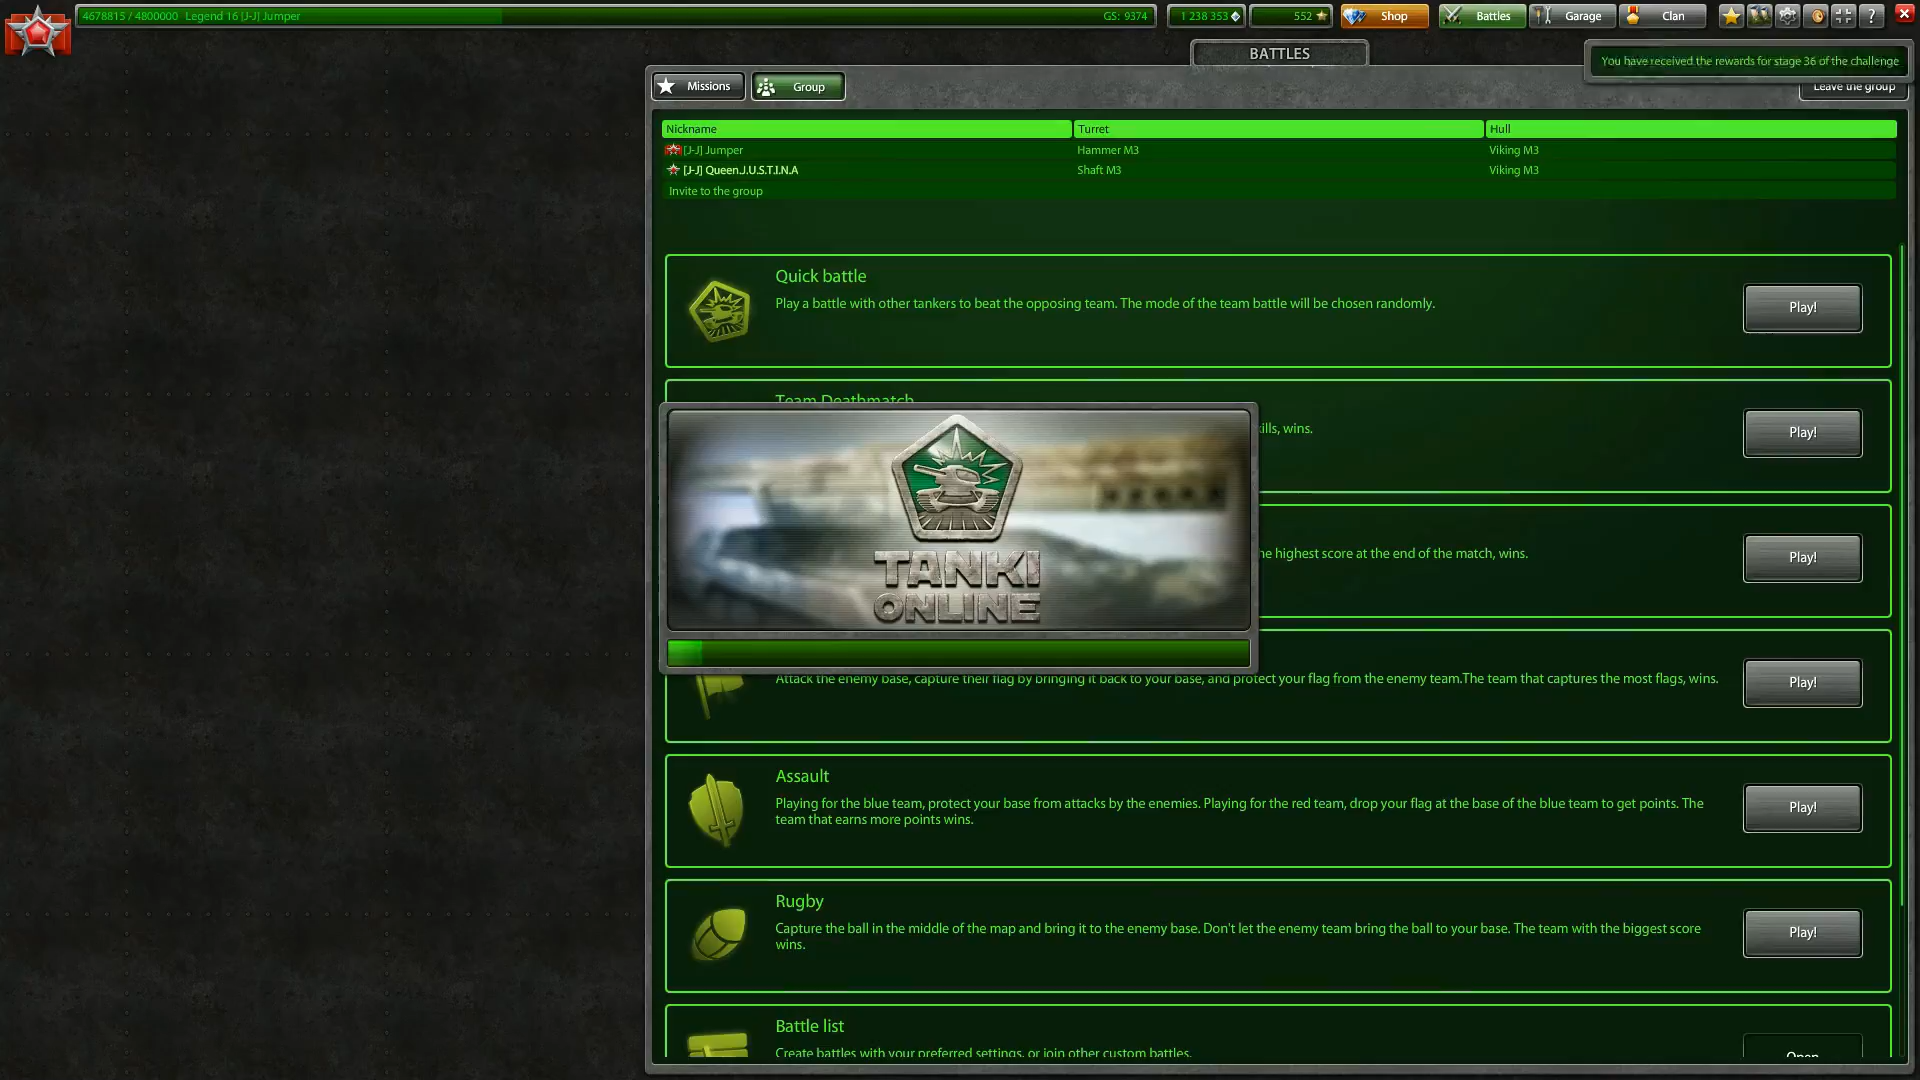 4678815 / 4800000 Legend 16 [J-J] Jumper
GS: 9374
1 238 353
552
Shop
Battles
Garage
Clan
?
BATTLES
You have received the rewards for stage 36 of the challenge
Missions
Group
Leave the group
Nickname
Turret
Hull
[J-J] Jumper
Hammer M3
Viking M3
[J-J] Queen.J.U.S.T.I.N.A
Shaft M3
Viking M3
Invite to the group
Quick battle
Play a battle with other tankers to beat the opposing team. The mode of the team battle will be chosen randomly.
Play!
Team Deathmatch
kills, wins.
Play!
TANKI
ONLINE
the highest score at the end of the match, wins.
Play!
Attack the enemy base, capture their flag by bringing it back to your base, and protect your flag from the enemy team.The team that captures the most flags, wins.
Play!
Assault
Playing for the blue team, protect your base from attacks by the enemies. Playing for the red team, drop your flag at the base of the blue team to get points. The
team that earns more points wins.
Play!
Rugby
Capture the ball in the middle of the map and bring it to the enemy base. Don't let the enemy team bring the ball to your base. The team with the biggest score
wins.
Play!
Battle list
Create battles with your preferred settings, or join other custom battles.
Open